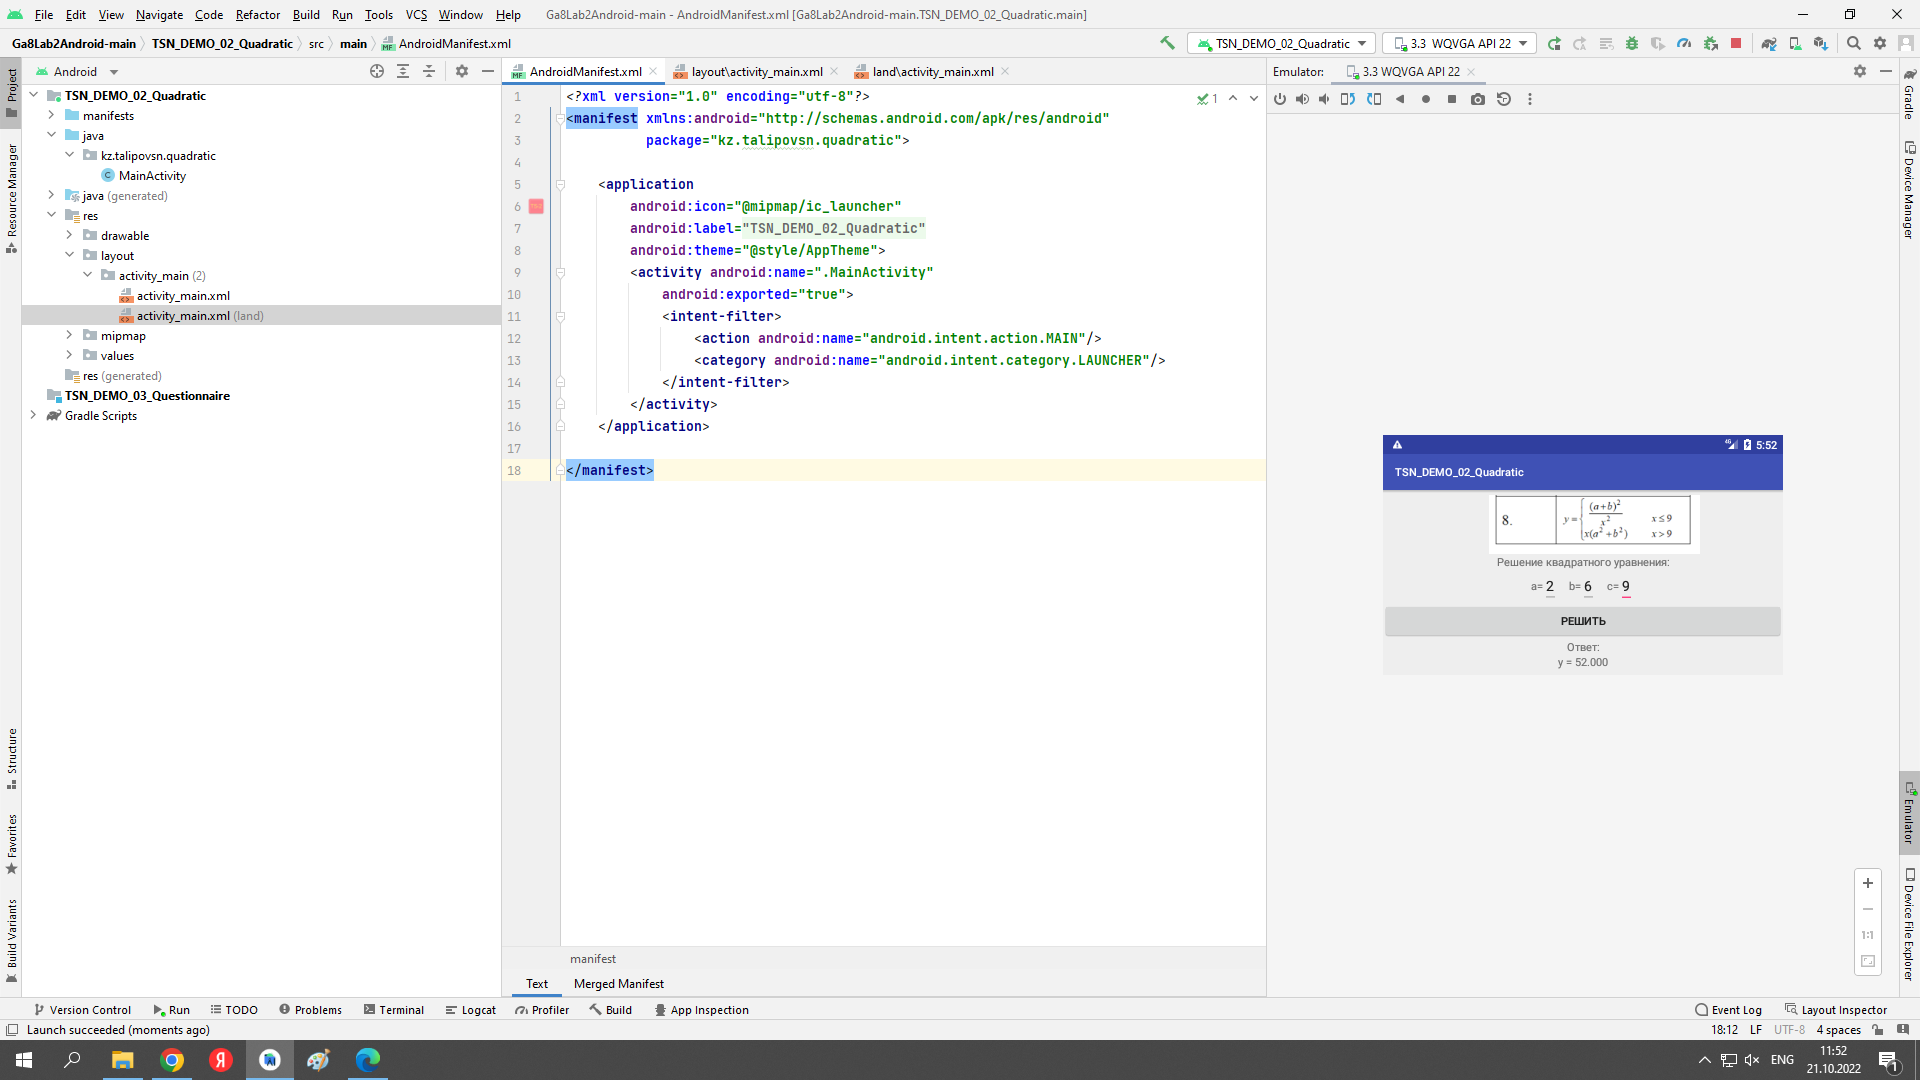 File Edit View Navigate Code Refactor Build Run Tools VCS Window Help Ga8Lab2Android-main - AndroidManifest.xml [Ga8Lab2Android-main.TSN_DEMO_02_Quadratic.main]
Ga8Lab2Android-main TSN_DEMO_02_Quadratic src main AndroidManifest.xml TSN_DEMO_02_Quadratic 3.3 WQVGA API 22
Android AndroidManifest.xml layout\activity_main.xml land\activity_main.xml Emulator: 3.3 WQVGA API 22
Project
Resource Manager
Structure
Favorites
Build Variants
TSN_DEMO_02_Quadratic
manifests
java
kz.talipovsn.quadratic
MainActivity
java (generated)
res
drawable
layout
activity_main (2)
activity_main.xml
activity_main.xml (land)
mipmap
values
res (generated)
TSN_DEMO_03_Questionnaire
Gradle Scripts
1 <?xml version="1.0" encoding="utf-8"?> 1
2 <manifest xmlns:android="http://schemas.android.com/apk/res/android"
3 package="kz.talipovsn.quadratic">
4
5 <application
6 android:icon="@mipmap/ic_launcher"
7 android:label="TSN_DEMO_02_Quadratic"
8 android:theme="@style/AppTheme">
9 <activity android:name=".MainActivity"
10 android:exported="true">
11 <intent-filter>
12 <action android:name="android.intent.action.MAIN"/>
13 <category android:name="android.intent.category.LAUNCHER"/>
14 </intent-filter>
15 </activity>
16 </application>
17
18 </manifest>
manifest
Text Merged Manifest
5:52
TSN_DEMO_02_Quadratic
8. y = { (a+b)² / x² x ≤ 9
x(a² + b²) x > 9
Решение квадратного уравнения:
a= 2 b= 6 c= 9
РЕШИТЬ
Ответ:
y = 52.000
1:1
Gradle
Device Manager
Emulator
Device File Explorer
Version Control Run TODO Problems Terminal Logcat Profiler Build App Inspection Event Log Layout Inspector
Launch succeeded (moments ago) 18:12 LF UTF-8 4 spaces
ENG 11:52
21.10.2022
1